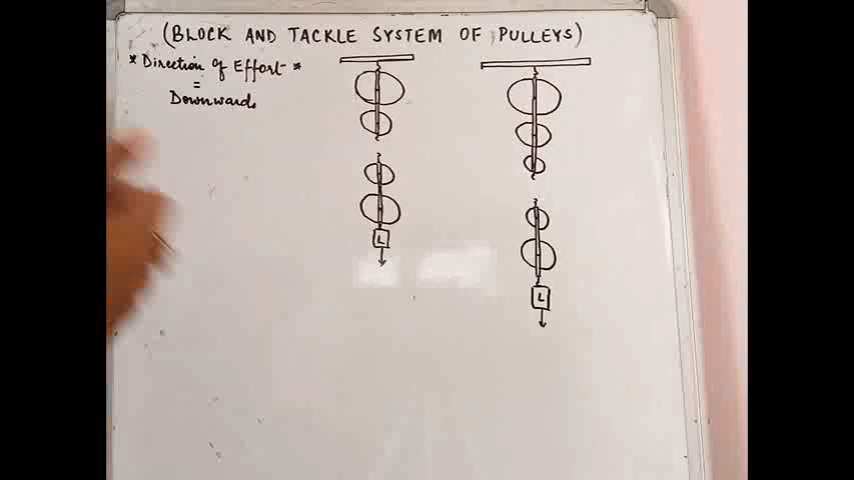 (BLOCK AND TACKLE SYSTEM OF PULLEYS)
* Direction of Effort *
=
Downwards
L
L